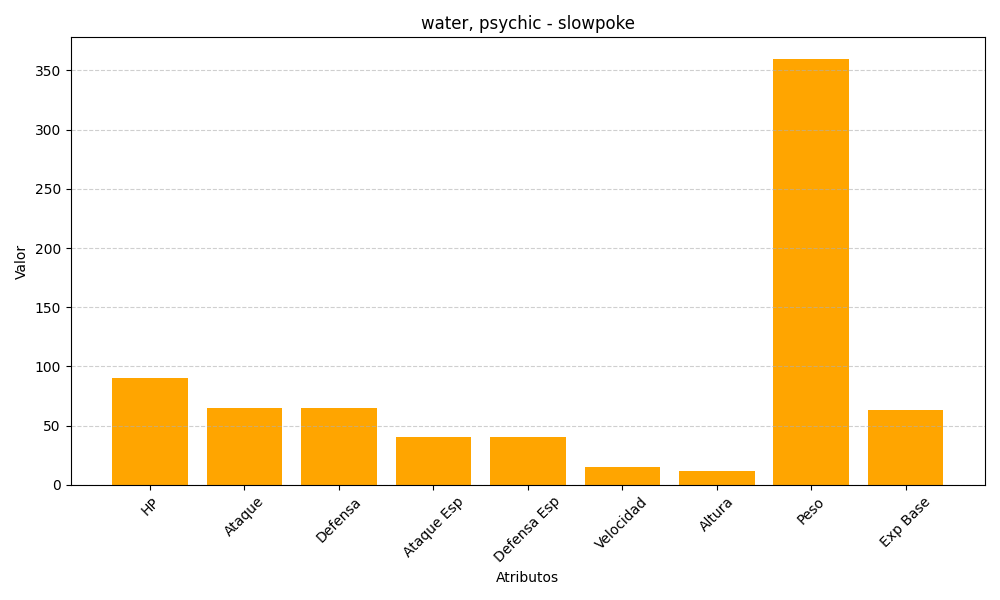 water, psychic - slowpoke
Valor
350
300
250
200
150
100
50
0
HP
Ataque
Defensa
Ataque Esp
Defensa Esp
Velocidad
Altura
Peso
Exp Base
Atributos